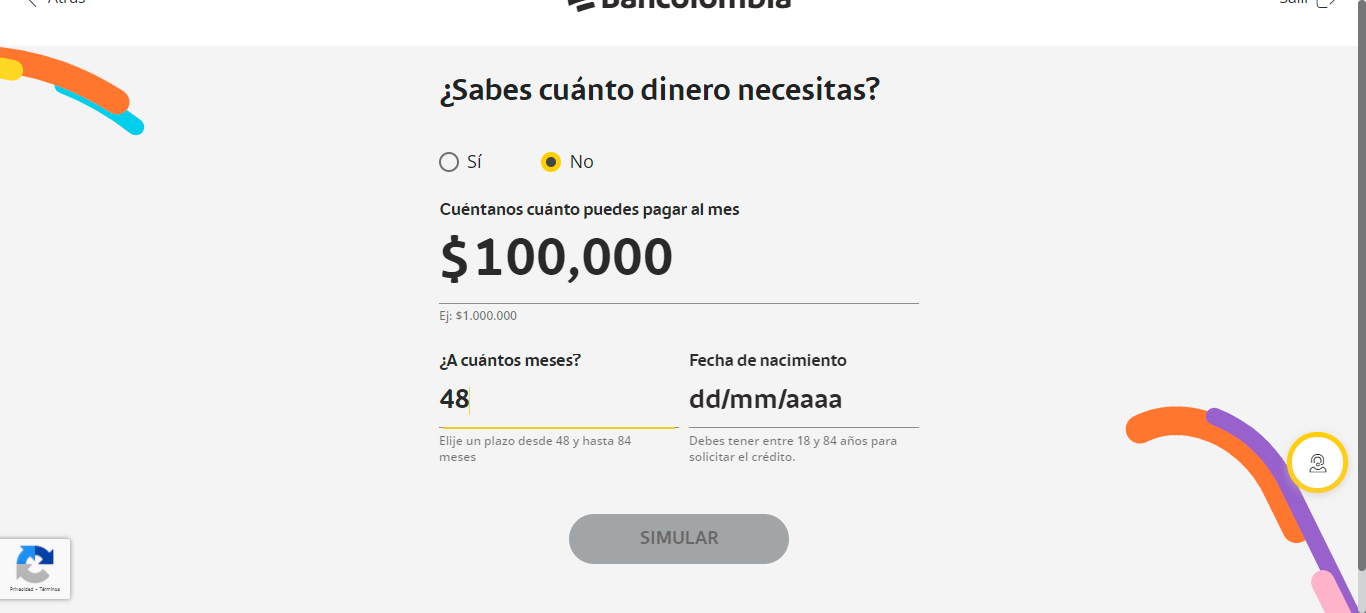 Atrás
Bancolombia
Salir
¿Sabes cuánto dinero necesitas?
Sí
No
Cuéntanos cuánto puedes pagar al mes
$100,000
Ej: $1.000.000
¿A cuántos meses?
Fecha de nacimiento
48
dd/mm/aaaa
Elije un plazo desde 48 y hasta 84
meses
Debes tener entre 18 y 84 años para
solicitar el crédito.
SIMULAR
Privacidad - Términos